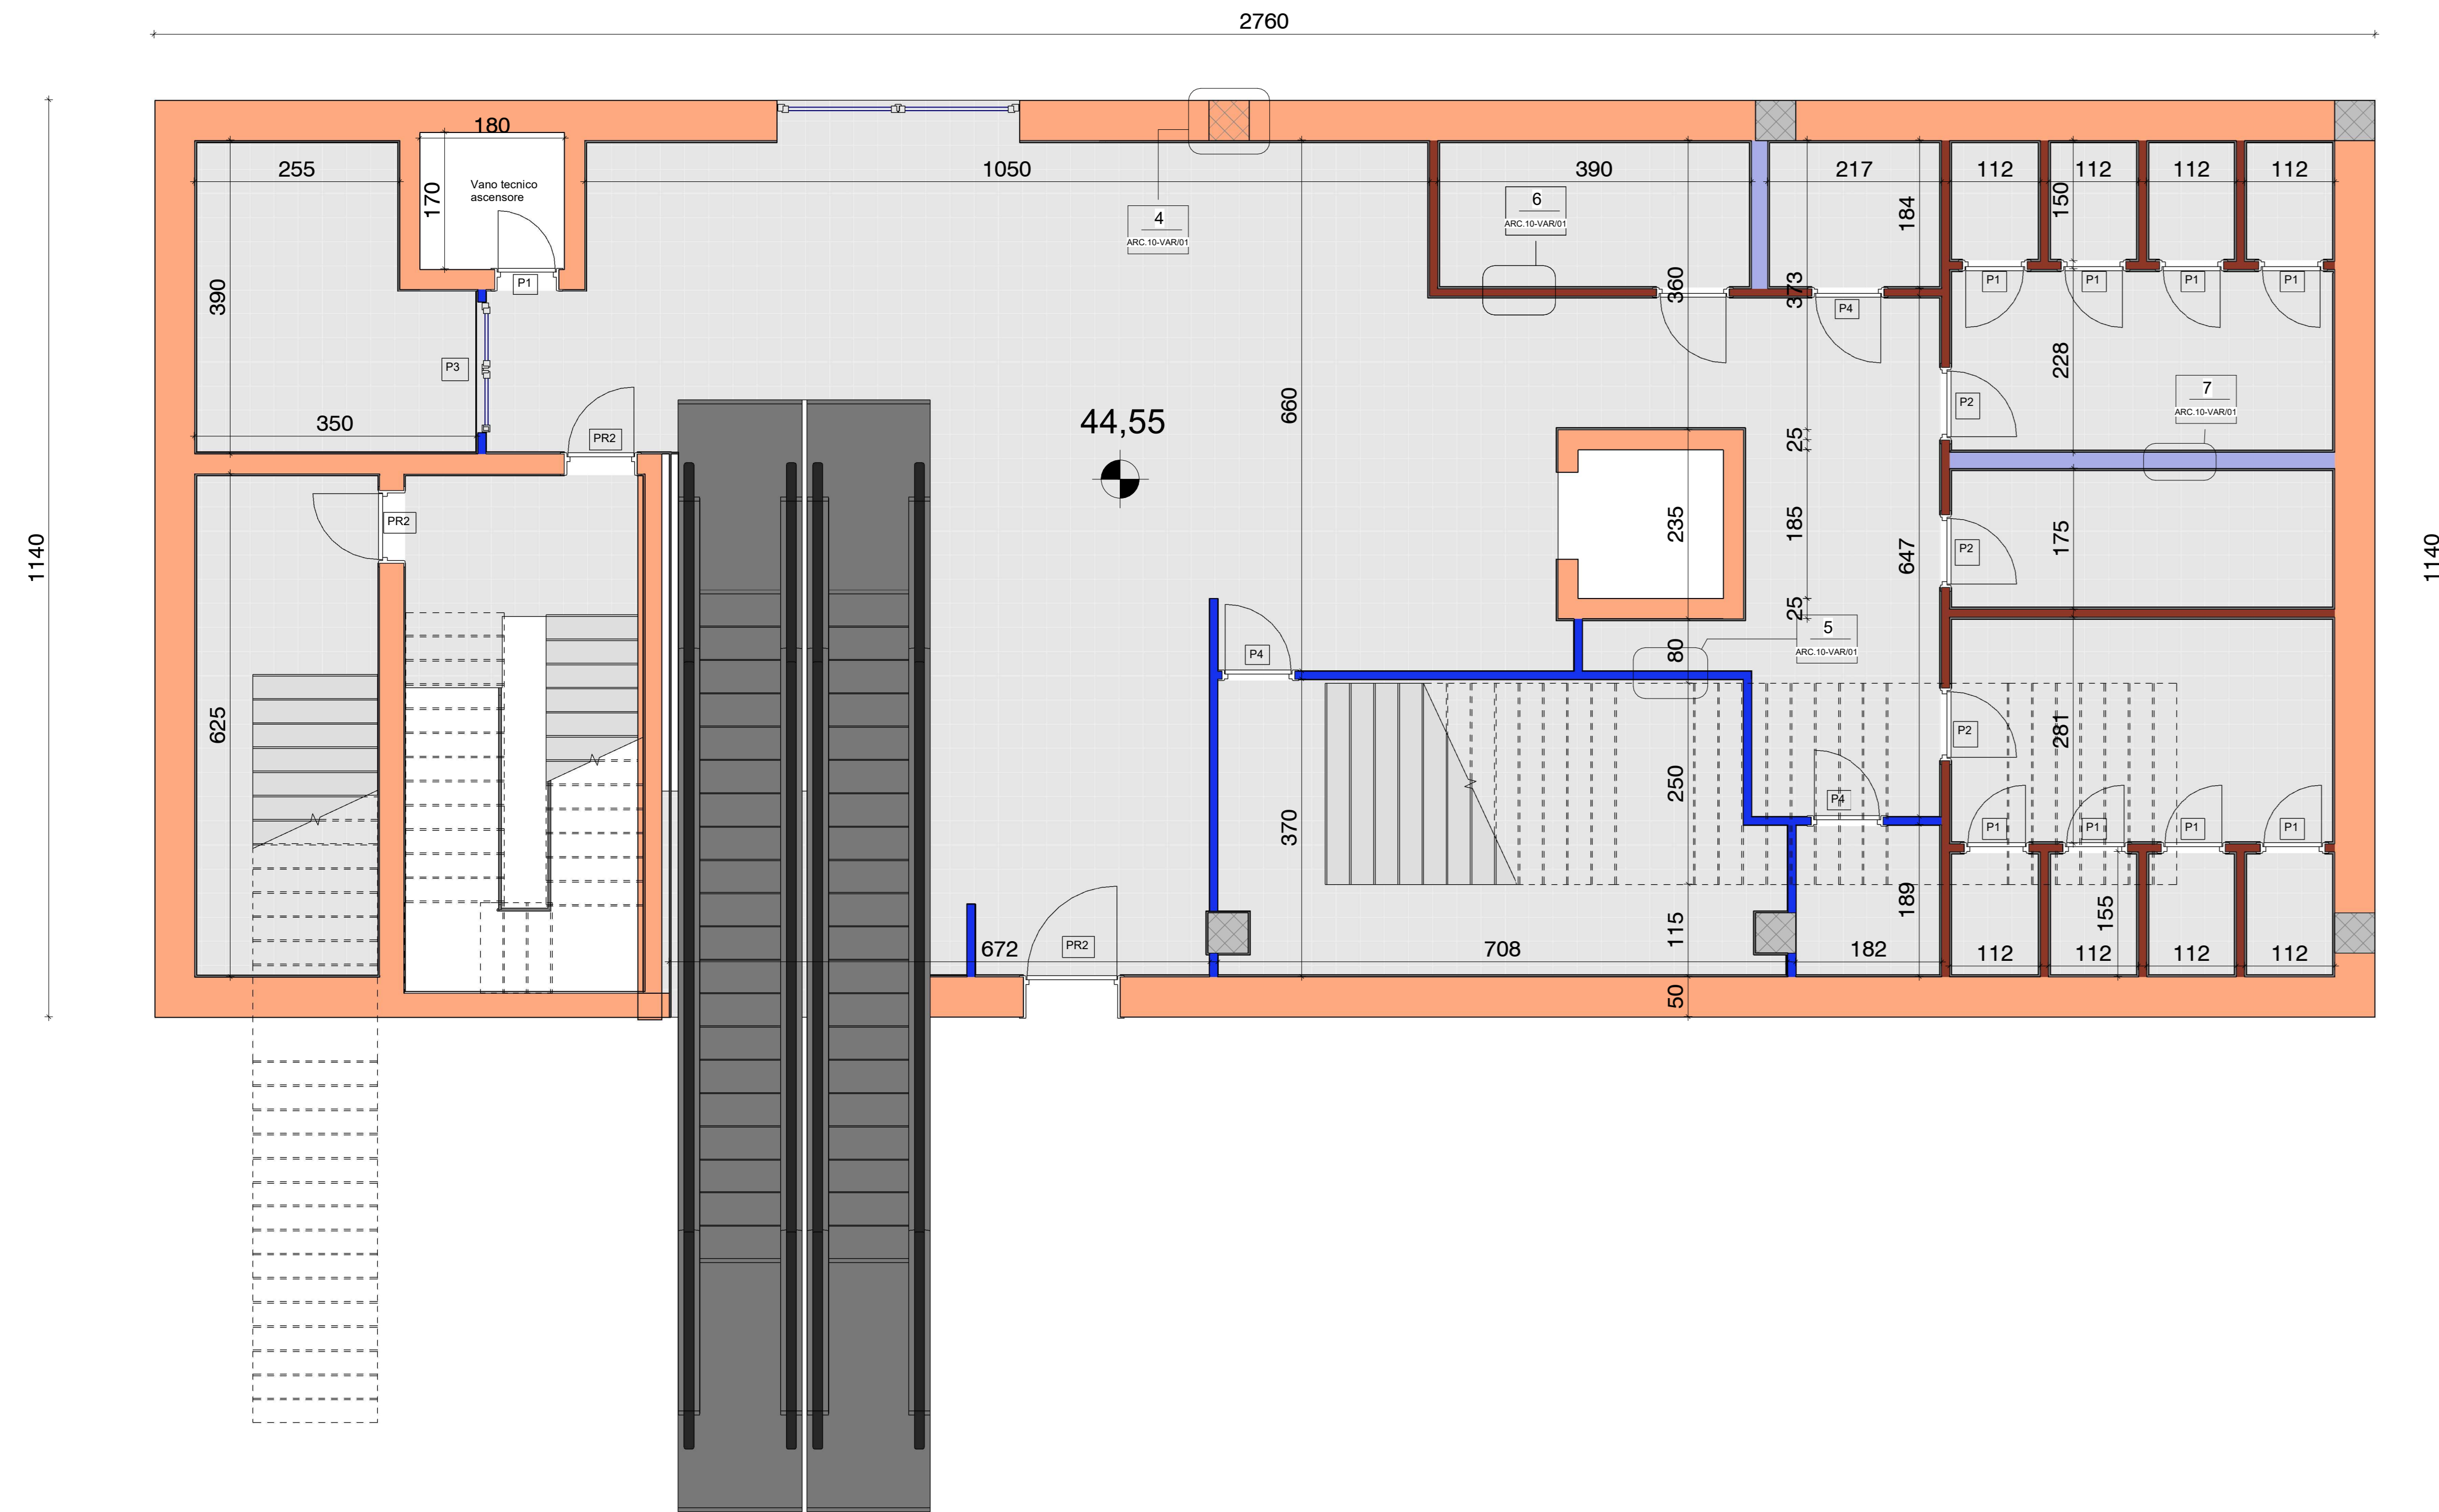 2760
180
255
1050
390
217
112
112
112
112
170
Vano tecnico
ascensore
184
150
6
ARC.10-VAR/01
4
ARC.10-VAR/01
390
P1
360
373
P4
P1
P1
P1
P1
P3
228
7
ARC.10-VAR/01
350
PR2
44,55
660
25
P2
PR2
235
185
647
P2
175
1140
1140
25
5
ARC.10-VAR/01
P4
80
625
P2
281
250
370
P4
P1
P1
P1
P1
189
155
672
PR2
708
115
182
112
112
112
112
50